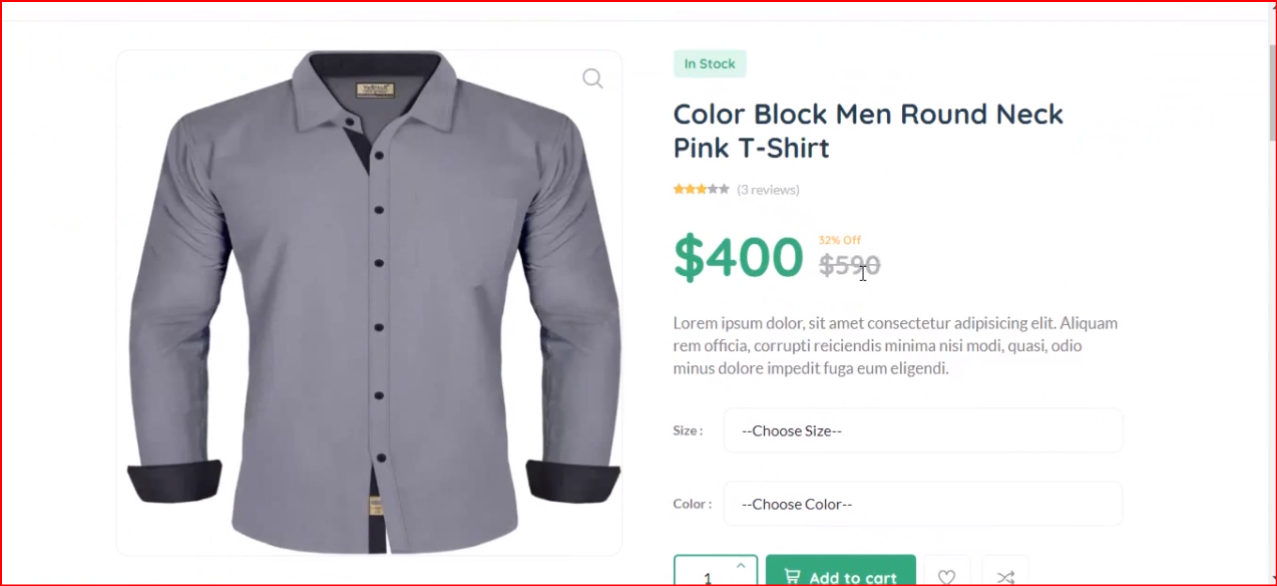 In Stock
Color Block Men Round Neck
Pink T-Shirt
(3 reviews)
$400
32% Off
$590
Lorem ipsum dolor, sit amet consectetur adipisicing elit. Aliquam
rem officia, corrupti reiciendis minima nisi modi, quasi, odio
minus dolore impedit fuga eum eligendi.
Size :
--Choose Size--
Color :
--Choose Color--
1
Add to cart